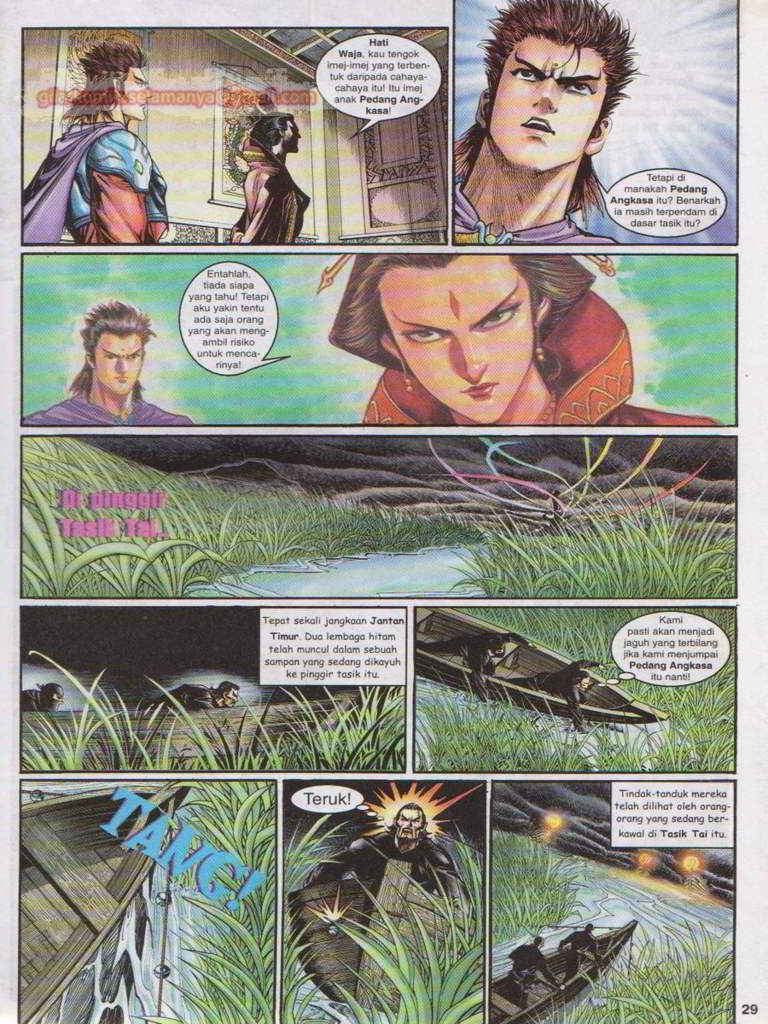 Hati
Waja, kau tengok
imej-imej yang terben-
tuk daripada cahaya-
cahaya itu! Itu imej
anak Pedang Ang-
kasa!
Tetapi di
manakah Pedang
Angkasa itu? Benarkah
ia masih terpendam di
dasar tasik itu?
Entahlah,
tiada siapa
yang tahu! Tetapi
aku yakin tentu
ada saja orang
yang akan meng-
ambil risiko
untuk menca-
rinya!
Di pinggir
Tasik Tai..
Tepat sekali jangkaan Jantan
Timur. Dua lembaga hitam
telah muncul dalam sebuah
sampan yang sedang dikayuh
ke pinggir tasik itu.
Kami
pasti akan menjadi
jaguh yang terbilang
jika kami menjumpai
Pedang Angkasa
itu nanti!
TANG!
Teruk!
Tindak-tanduk mereka
telah dilihat oleh orang-
orang yang sedang ber-
kawal di Tasik Tai itu.
29